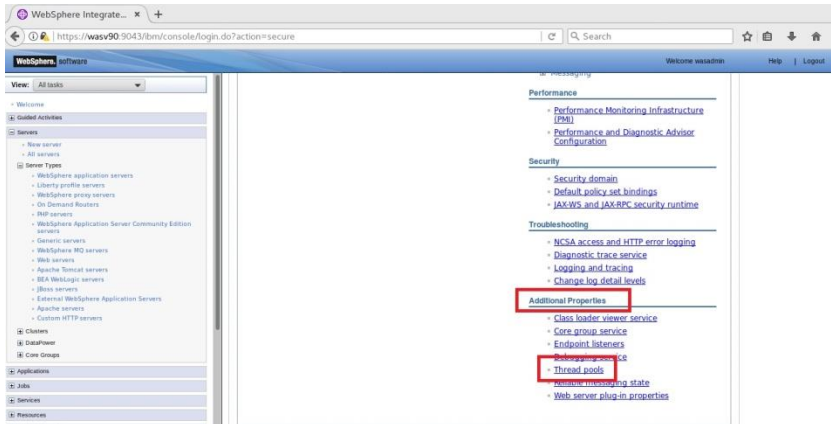 WebSphere Integrate... × +
https://wasv90:9043/ibm/console/login.do?action=secure
Search
WebSphere. software
Welcome wasadmin
Help | Logout
View: All tasks
Welcome
Guided Activities
Servers
New server
All servers
Server Types
WebSphere application servers
Liberty profile servers
WebSphere proxy servers
On Demand Routers
PHP servers
WebSphere Application Server Community Edition
servers
Generic servers
WebSphere MQ servers
Web servers
Apache Tomcat servers
BEA WebLogic servers
JBoss servers
External WebSphere Application Servers
Apache servers
Custom HTTP servers
Clusters
DataPower
Core Groups
Applications
Jobs
Services
Resources
Messaging
Performance
Performance Monitoring Infrastructure
(PMI)
Performance and Diagnostic Advisor
Configuration
Security
Security domain
Default policy set bindings
JAX-WS and JAX-RPC security runtime
Troubleshooting
NCSA access and HTTP error logging
Diagnostic trace service
Logging and tracing
Change log detail levels
Additional Properties
Class loader viewer service
Core group service
Endpoint listeners
Debugging service
Thread pools
Reliable messaging state
Web server plug-in properties